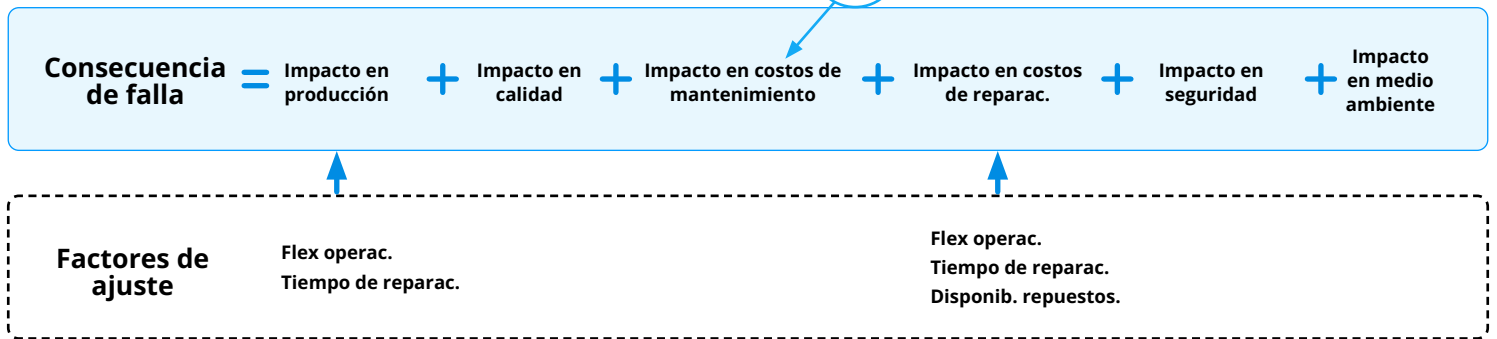 Consecuencia
de falla
=
Impacto en
producción
+
Impacto en
calidad
+
Impacto en costos de
mantenimiento
+
Impacto en costos
de reparac.
+
Impacto en
seguridad
+
Impacto
en medio
ambiente
Factores de
ajuste
Flex operac.
Tiempo de reparac.
Flex operac.
Tiempo de reparac.
Disponib. repuestos.